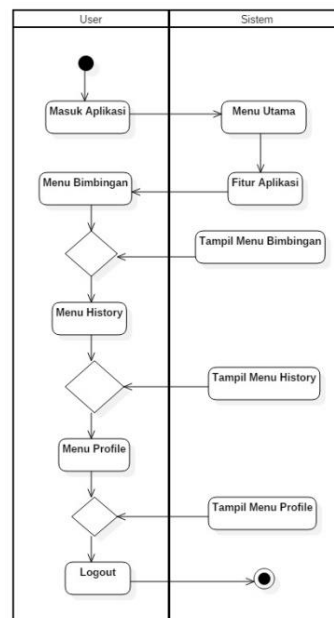 User
Sistem
Masuk Aplikasi
Menu Utama
Menu Bimbingan
Fitur Aplikasi
Tampil Menu Bimbingan
Menu History
Tampil Menu History
Menu Profile
Tampil Menu Profile
Logout